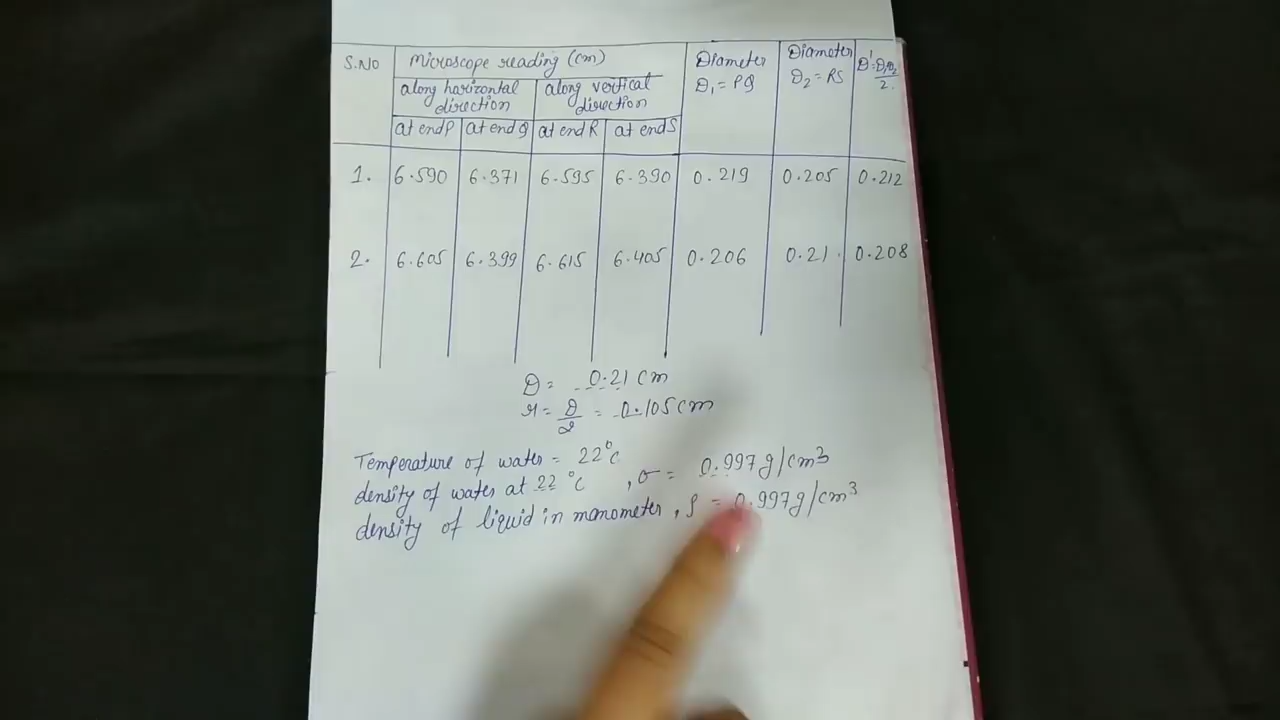 S.NO Microscope reading (cm) Diameter D₁ = PQ Diameter D₂ = RS
along horizontal direction along vertical direction
at end P at end Q at end R at end S
1. 6.590 6.371 6.595 6.390 0.219 0.205 0.212
2. 6.605 6.399 6.615 6.405 0.206 0.21 0.208
D = 0.21 cm
r = D/2 = 0.105 cm
Temperature of water = 22°C
density of water at 22 °C , σ = 0.997 g/cm³
density of liquid in manometer, ρ = 0.997 g/cm³